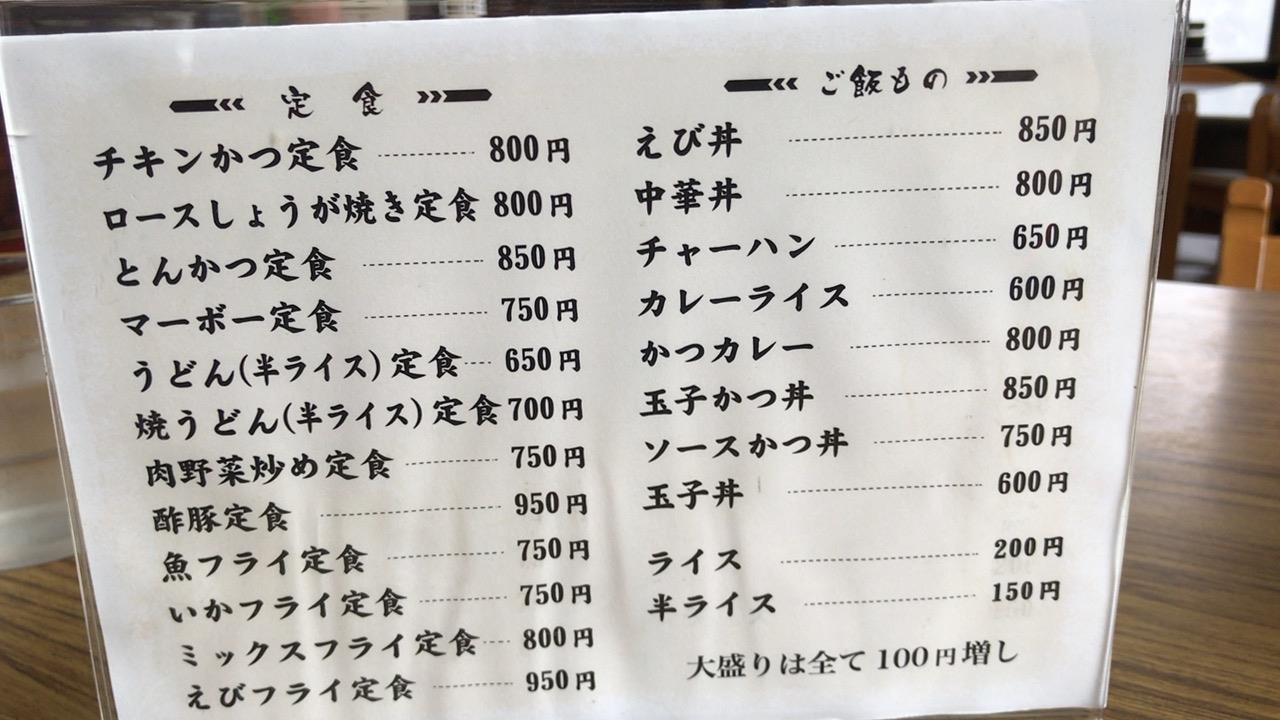 定 食
チキンかつ定食 800円
ロースしょうが焼き定食 800円
とんかつ定食 850円
マーボー定食 750円
うどん(半ライス)定食 650円
焼うどん(半ライス)定食 700円
肉野菜炒め定食 750円
酢豚定食 950円
魚フライ定食 750円
いかフライ定食 750円
ミックスフライ定食 800円
えびフライ定食 950円
ご飯もの
えび丼 850円
中華丼 800円
チャーハン 650円
カレーライス 600円
かつカレー 800円
玉子かつ丼 850円
ソースかつ丼 750円
玉子丼 600円
ライス 200円
半ライス 150円
大盛りは全て100円増し